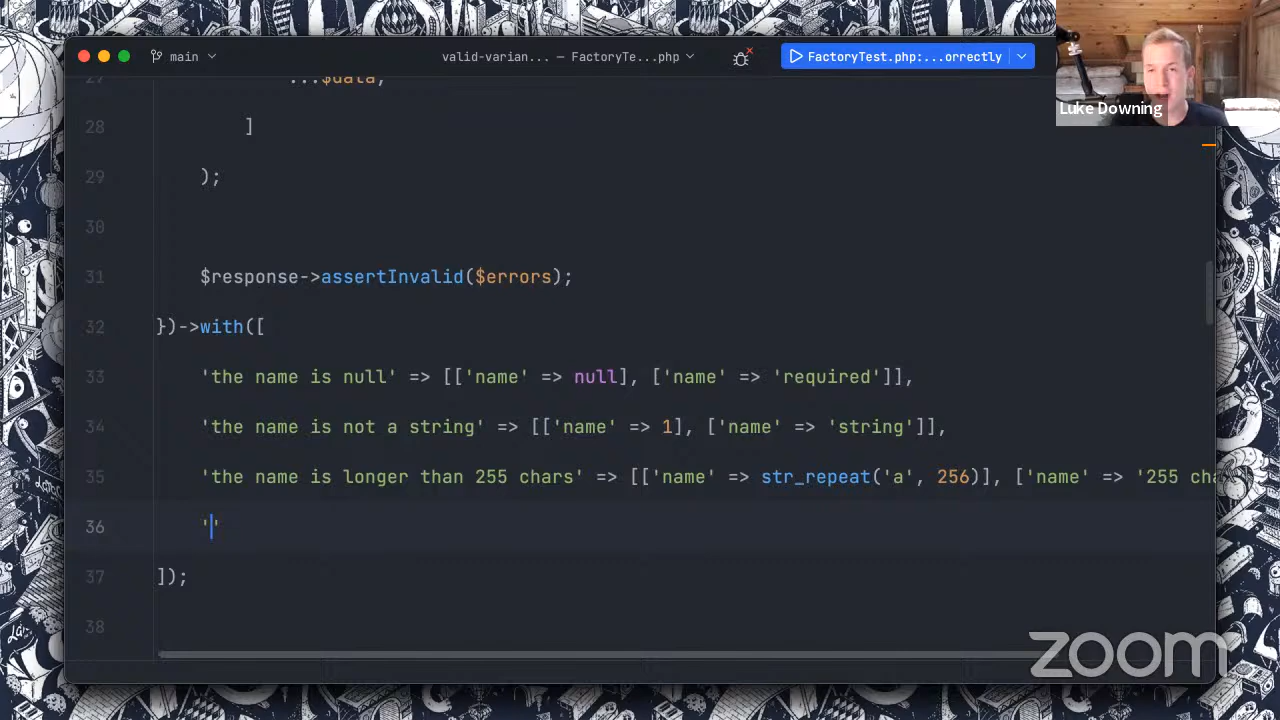 main
valid-varian... — FactoryTe...php
FactoryTest.php:...orrectly
Luke Downing
27 ...$data,
28 ]
29 );
30
31 $response->assertInvalid($errors);
32 })->with([
33 'the name is null' => [['name' => null], ['name' => 'required']],
34 'the name is not a string' => [['name' => 1], ['name' => 'string']],
35 'the name is longer than 255 chars' => [['name' => str_repeat('a', 256)], ['name' => '255 cha
36 ''
37 ]);
38
zoom